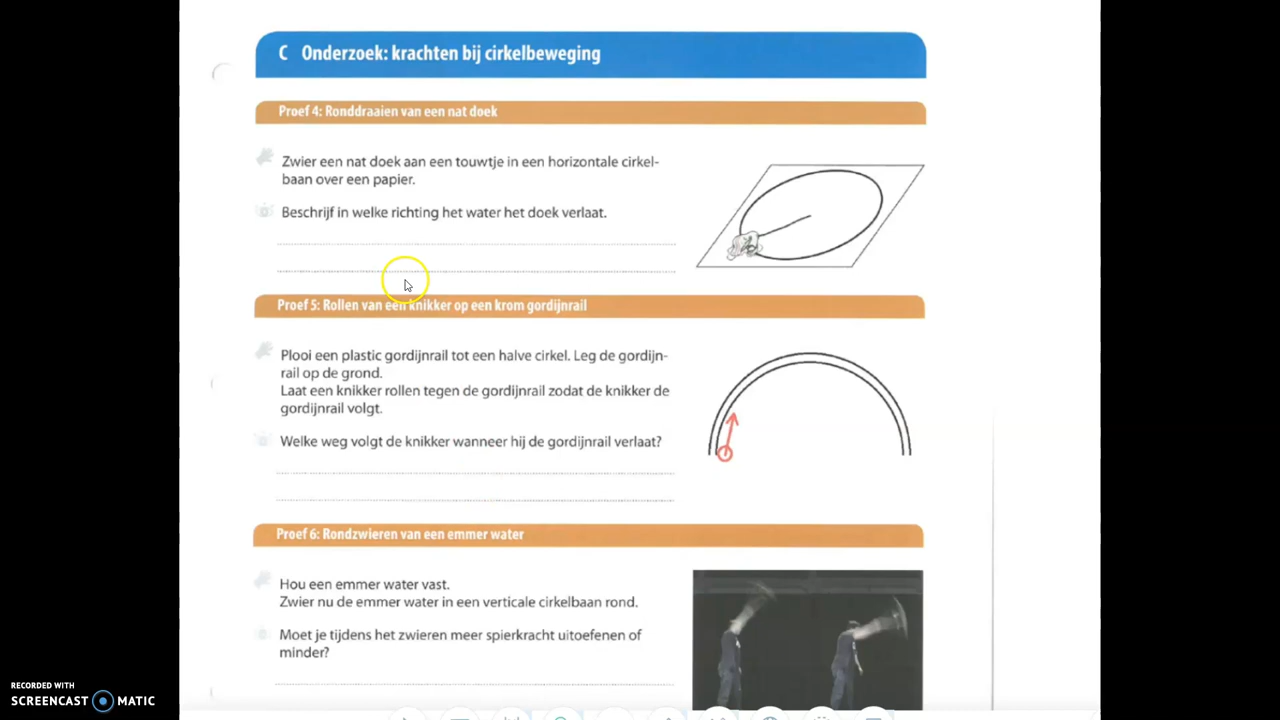 C Onderzoek: krachten bij cirkelbeweging
Proef 4: Ronddraaien van een nat doek
Zwier een nat doek aan een touwtje in een horizontale cirkel-
baan over een papier.
Beschrijf in welke richting het water het doek verlaat.
Proef 5: Rollen van een knikker op een krom gordijnrail
Plooi een plastic gordijnrail tot een halve cirkel. Leg de gordijn-
rail op de grond.
Laat een knikker rollen tegen de gordijnrail zodat de knikker de
gordijnrail volgt.
Welke weg volgt de knikker wanneer hij de gordijnrail verlaat?
Proef 6: Rondzwieren van een emmer water
Hou een emmer water vast.
Zwier nu de emmer water in een verticale cirkelbaan rond.
Moet je tijdens het zwieren meer spierkracht uitoefenen of
minder?
RECORDED WITH
SCREENCAST MATIC